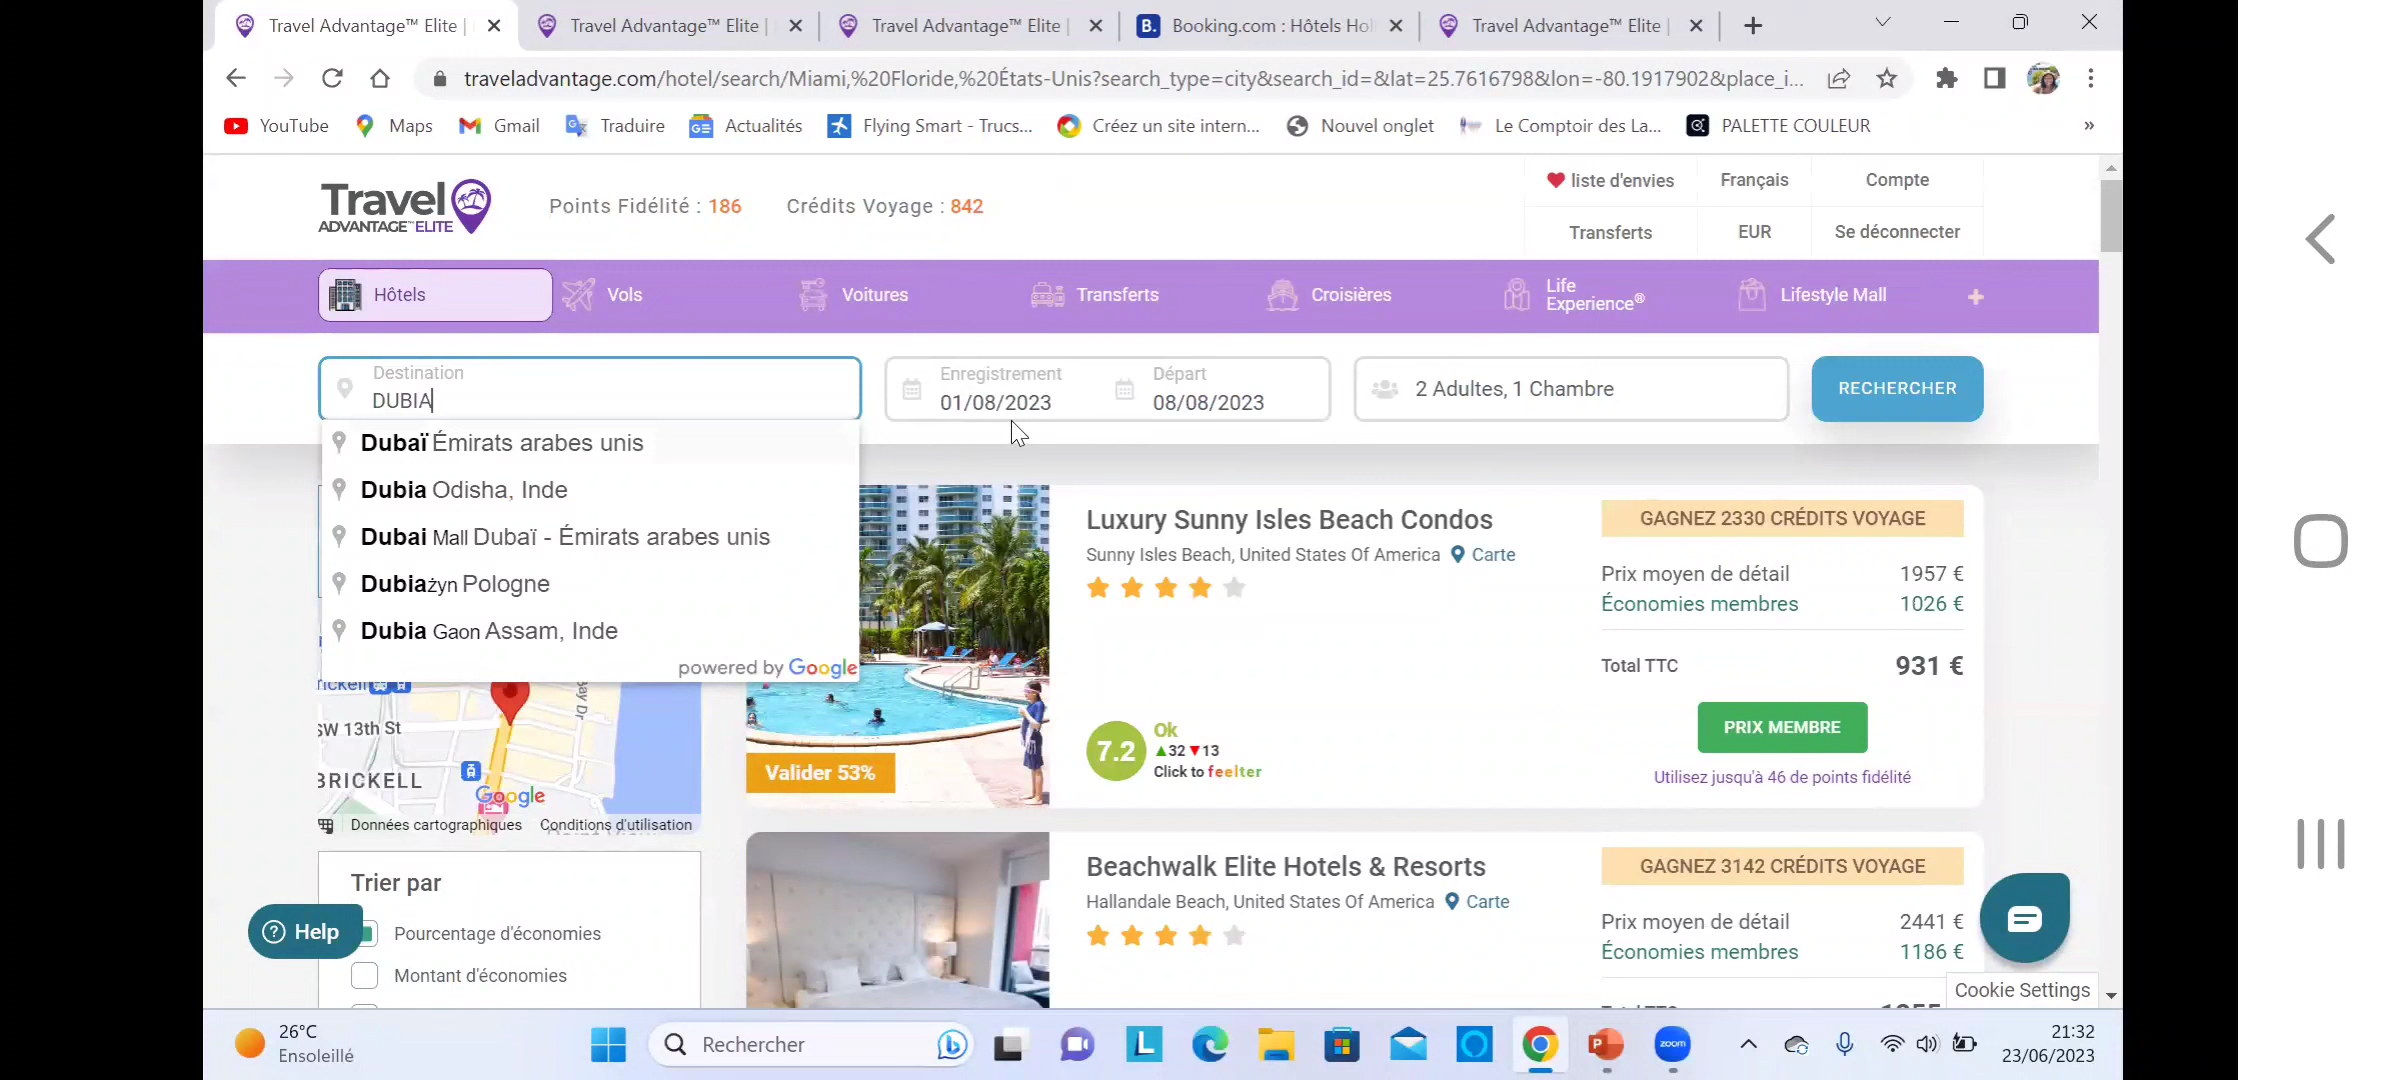 Travel Advantage™ Elite |
Travel Advantage™ Elite |
Travel Advantage™ Elite |
B. Booking.com : Hôtels Hol
Travel Advantage™ Elite |
traveladvantage.com/hotel/search/Miami,%20Floride,%20États-Unis?search_type=city&search_id=&lat=25.7616798&lon=-80.1917902&place_i...
YouTube
Maps
Gmail
Traduire
Actualités
Flying Smart - Trucs...
Créez un site intern...
Nouvel onglet
Le Comptoir des La...
PALETTE COULEUR
»
Travel
ADVANTAGE™ELITE
Points Fidélité : 186
Crédits Voyage : 842
liste d'envies
Français
Compte
Transferts
EUR
Se déconnecter
Hôtels
Vols
Voitures
Transferts
Croisières
Life
Experience®
Lifestyle Mall
+
Destination
DUBIA
Enregistrement
01/08/2023
Départ
08/08/2023
2 Adultes, 1 Chambre
RECHERCHER
Dubaï Émirats arabes unis
Dubia Odisha, Inde
Dubai Mall Dubaï - Émirats arabes unis
Dubiażyn Pologne
Dubia Gaon Assam, Inde
powered by Google
SW 13th St
BRICKELL
Google
Données cartographiques
Conditions d'utilisation
Trier par
Pourcentage d'économies
Montant d'économies
Help
Valider 53%
Luxury Sunny Isles Beach Condos
Sunny Isles Beach, United States Of America Carte
7.2
Ok
▲32 ▼13
Click to feelter
GAGNEZ 2330 CRÉDITS VOYAGE
Prix moyen de détail 1957 €
Économies membres 1026 €
Total TTC 931 €
PRIX MEMBRE
Utilisez jusqu'à 46 de points fidélité
Beachwalk Elite Hotels & Resorts
Hallandale Beach, United States Of America Carte
GAGNEZ 3142 CRÉDITS VOYAGE
Prix moyen de détail 2441 €
Économies membres 1186 €
Cookie Settings
26°C
Ensoleillé
Rechercher
zoom
21:32
23/06/2023